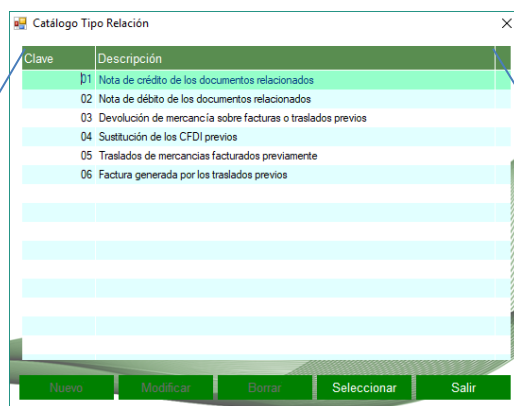 Catálogo Tipo Relación
Clave Descripción
01 Nota de crédito de los documentos relacionados
02 Nota de débito de los documentos relacionados
03 Devolución de mercancía sobre facturas o traslados previos
04 Sustitución de los CFDI previos
05 Traslados de mercancias facturados previamente
06 Factura generada por los traslados previos
Nuevo Modificar Borrar Seleccionar Salir